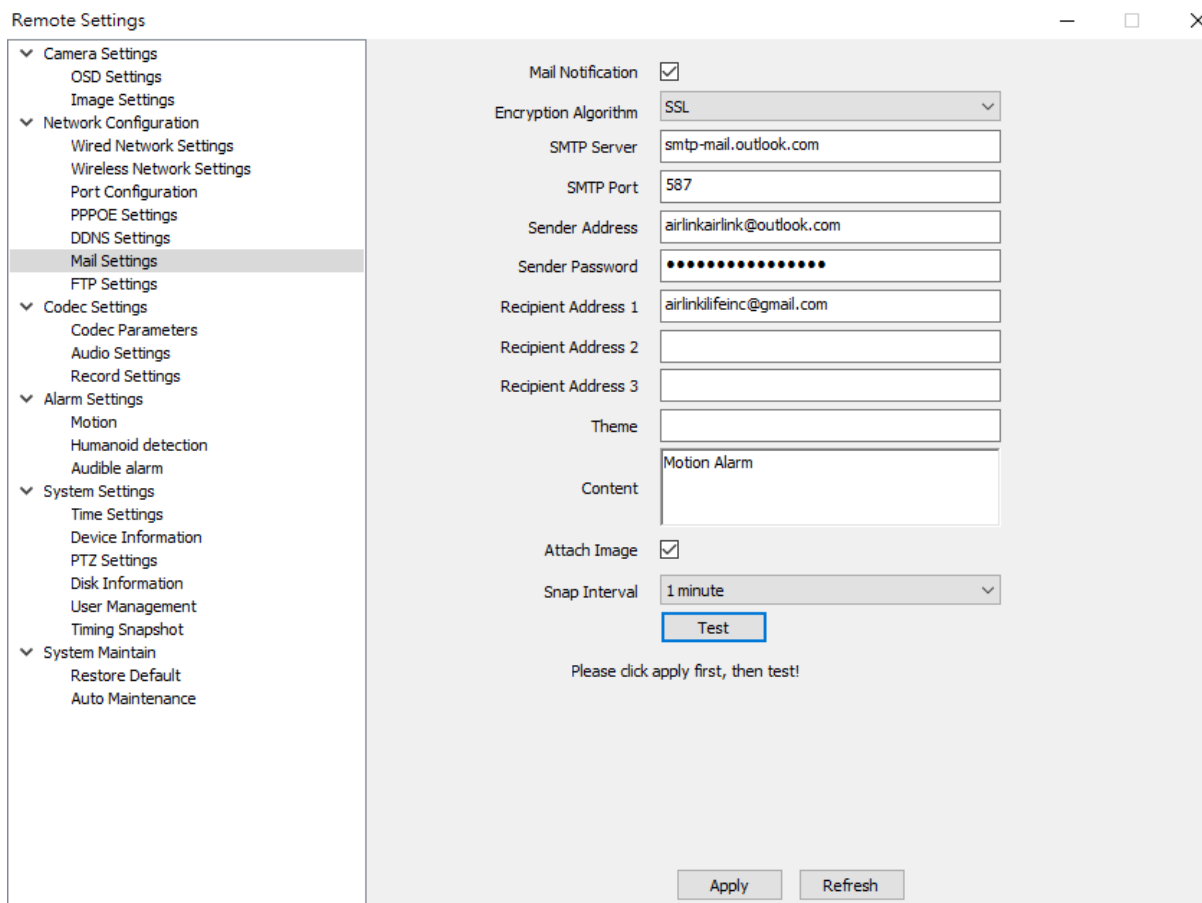 Remote Settings
Camera Settings
OSD Settings
Image Settings
Network Configuration
Wired Network Settings
Wireless Network Settings
Port Configuration
PPPOE Settings
DDNS Settings
Mail Settings
FTP Settings
Codec Settings
Codec Parameters
Audio Settings
Record Settings
Alarm Settings
Motion
Humanoid detection
Audible alarm
System Settings
Time Settings
Device Information
PTZ Settings
Disk Information
User Management
Timing Snapshot
System Maintain
Restore Default
Auto Maintenance
Mail Notification
Encryption Algorithm SSL
SMTP Server smtp-mail.outlook.com
SMTP Port 587
Sender Address airlinkairlink@outlook.com
Sender Password ••••••••••••••••
Recipient Address 1 airlinkilifeinc@gmail.com
Recipient Address 2
Recipient Address 3
Theme
Content Motion Alarm
Attach Image
Snap Interval 1 minute
Test
Please click apply first, then test!
Apply Refresh